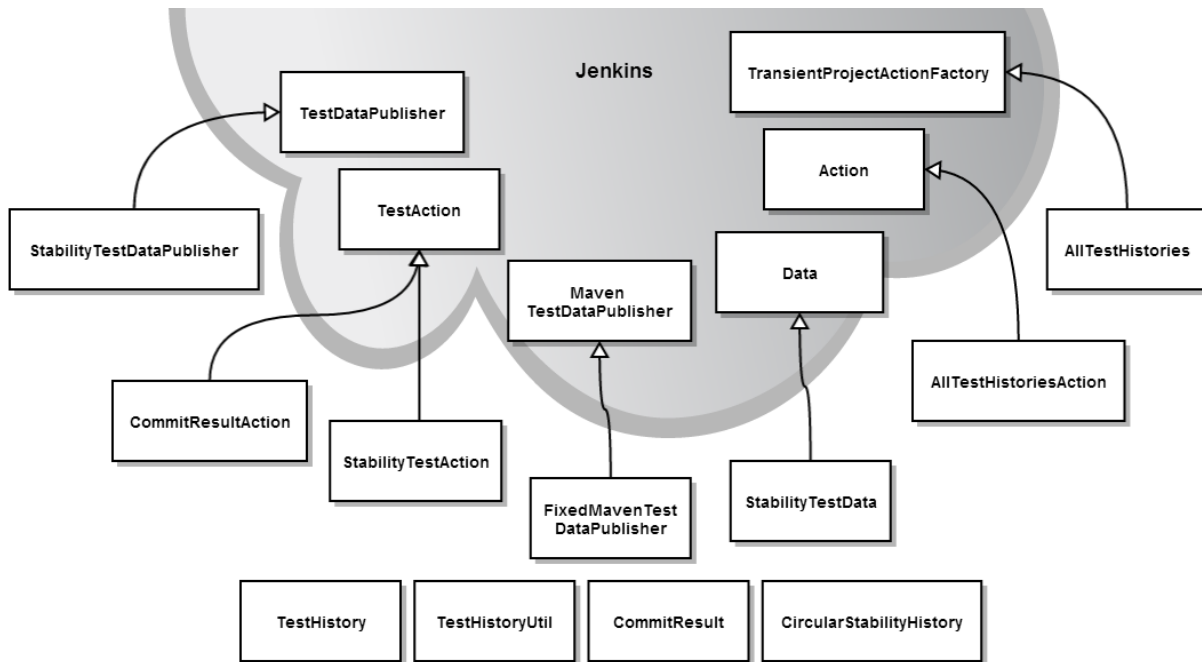 Jenkins
TransientProjectActionFactory
TestDataPublisher
Action
TestAction
StabilityTestDataPublisher
AllTestHistories
Data
Maven
TestDataPublisher
AllTestHistoriesAction
CommitResultAction
StabilityTestAction
StabilityTestData
FixedMavenTest
DataPublisher
TestHistory
TestHistoryUtil
CommitResult
CircularStabilityHistory